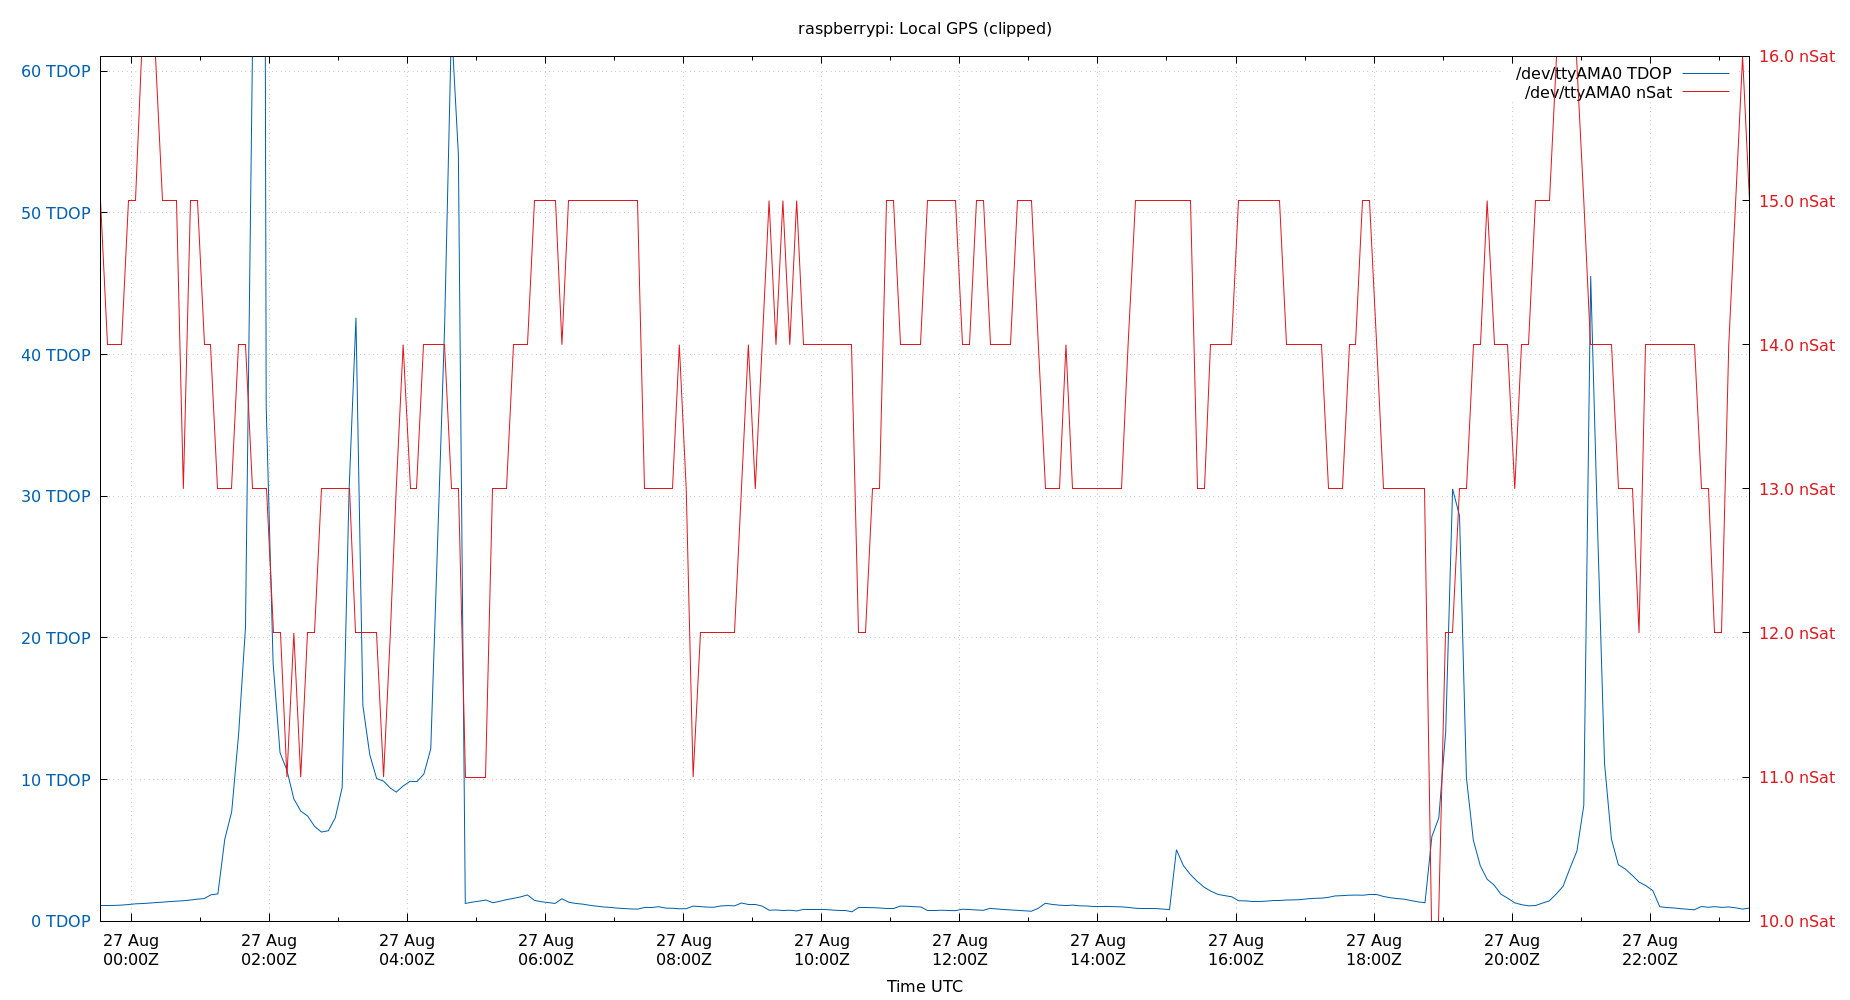 raspberrypi: Local GPS (clipped)
60 TDOP
50 TDOP
40 TDOP
30 TDOP
20 TDOP
10 TDOP
0 TDOP
16.0 nSat
15.0 nSat
14.0 nSat
13.0 nSat
12.0 nSat
11.0 nSat
10.0 nSat
/dev/ttyAMA0 TDOP
/dev/ttyAMA0 nSat
27 Aug 27 Aug 27 Aug 27 Aug 27 Aug 27 Aug 27 Aug 27 Aug 27 Aug 27 Aug 27 Aug 27 Aug
00:00Z 02:00Z 04:00Z 06:00Z 08:00Z 10:00Z 12:00Z 14:00Z 16:00Z 18:00Z 20:00Z 22:00Z
Time UTC